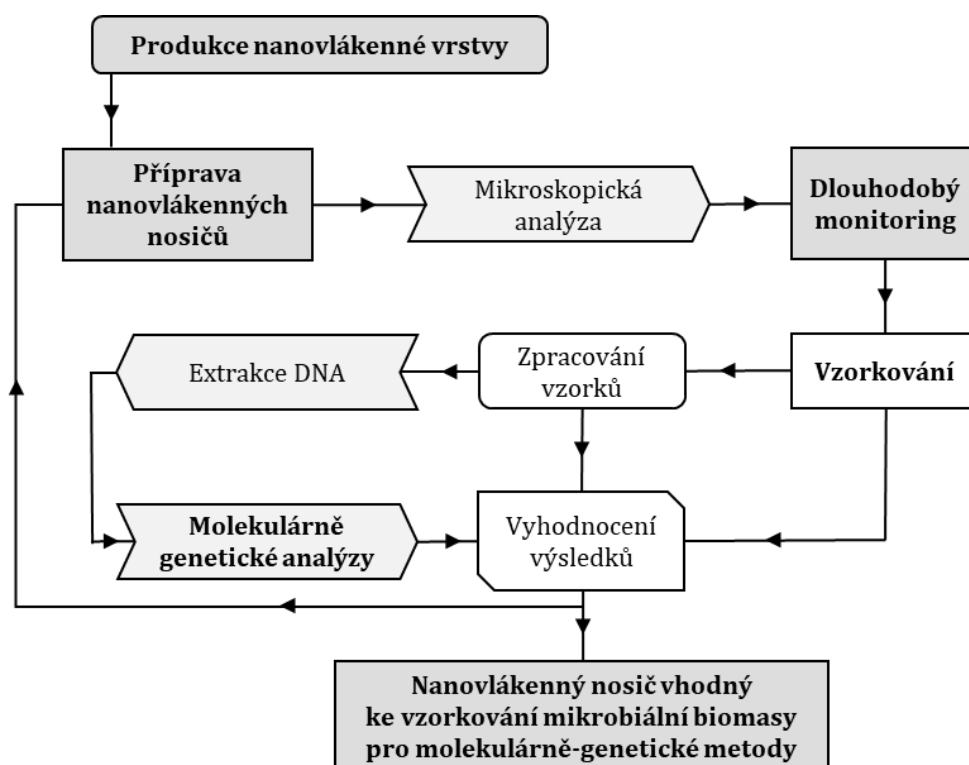 Produkce nanovlákenné vrstvy
Příprava
nanovlákenných
nosičů
Mikroskopická
analýza
Dlouhodobý
monitoring
Extrakce DNA
Zpracování
vzorků
Vzorkování
Molekulárně
genetické analýzy
Vyhodnocení
výsledků
Nanovlákenný nosič vhodný
ke vzorkování mikrobiální biomasy
pro molekulárně-genetické metody